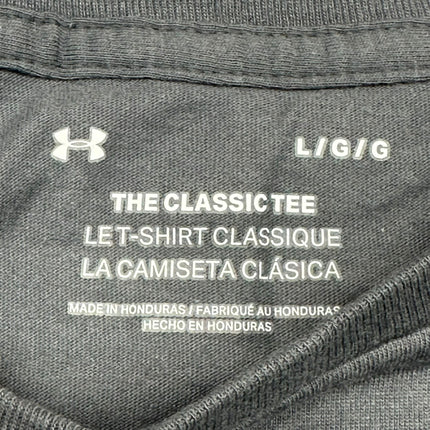 L/G/G
THE CLASSIC TEE
LE T-SHIRT CLASSIQUE
LA CAMISETA CLÁSICA
MADE IN HONDURAS / FABRIQUÉ AU HONDURAS
HECHO EN HONDURAS